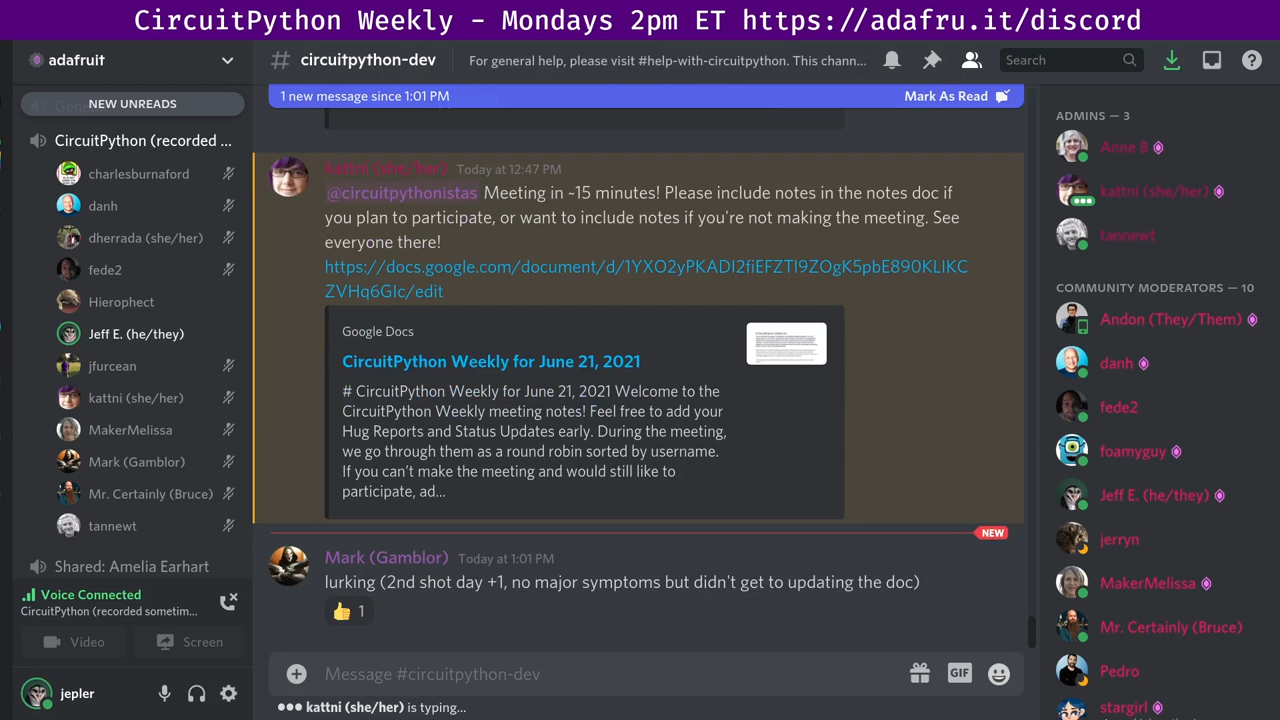 CircuitPython Weekly - Mondays 2pm ET https://adafru.it/discord
adafruit
NEW UNREADS
CircuitPython (recorded ...
charlesburnaford
danh
dherrada (she/her)
fede2
Hierophect
Jeff E. (he/they)
jfurcean
kattni (she/her)
MakerMelissa
Mark (Gamblor)
Mr. Certainly (Bruce)
tannewt
Shared: Amelia Earhart
Voice Connected
CircuitPython (recorded sometim...
Video
Screen
jepler
# circuitpython-dev
For general help, please visit #help-with-circuitpython. This chann...
Search
1 new message since 1:01 PM
Mark As Read
kattni (she/her) Today at 12:47 PM
@circuitpythonistas Meeting in ~15 minutes! Please include notes in the notes doc if
you plan to participate, or want to include notes if you're not making the meeting. See
everyone there!
https://docs.google.com/document/d/1YXO2yPKADI2fiEFZTI9ZOgK5pbE890KLIKC
ZVHq6GIc/edit
Google Docs
CircuitPython Weekly for June 21, 2021
# CircuitPython Weekly for June 21, 2021 Welcome to the
CircuitPython Weekly meeting notes! Feel free to add your
Hug Reports and Status Updates early. During the meeting,
we go through them as a round robin sorted by username.
If you can't make the meeting and would still like to
participate, ad...
NEW
Mark (Gamblor) Today at 1:01 PM
lurking (2nd shot day +1, no major symptoms but didn't get to updating the doc)
👍 1
Message #circuitpython-dev
GIF
kattni (she/her) is typing...
ADMINS — 3
Anne B
kattni (she/her)
tannewt
COMMUNITY MODERATORS — 10
Andon (They/Them)
danh
fede2
foamyguy
Jeff E. (he/they)
jerryn
MakerMelissa
Mr. Certainly (Bruce)
Pedro
stargirl